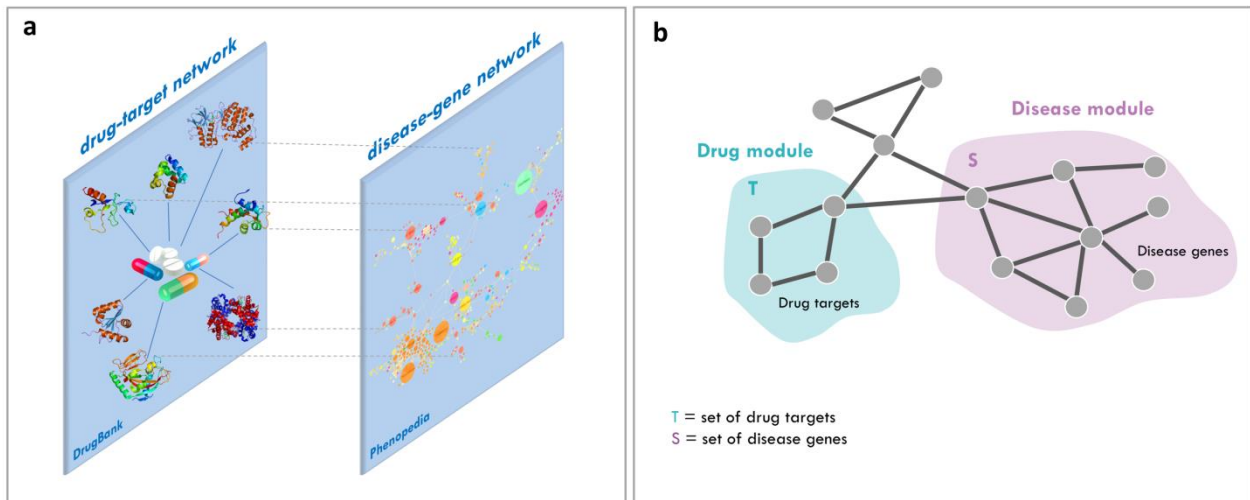 a
drug-target network
disease-gene network
DrugBank
Phenopedia
b
Disease module
Drug module
S
T
Disease genes
Drug targets
T = set of drug targets
S = set of disease genes